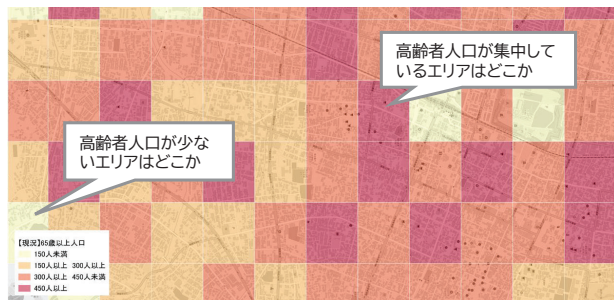 高齢者人口が集中して
いるエリアはどこか
高齢者人口が少な
いエリアはどこか
【現況】65歳以上人口
150人未満
150人以上 300人以上
300人以上 450人未満
450人以上